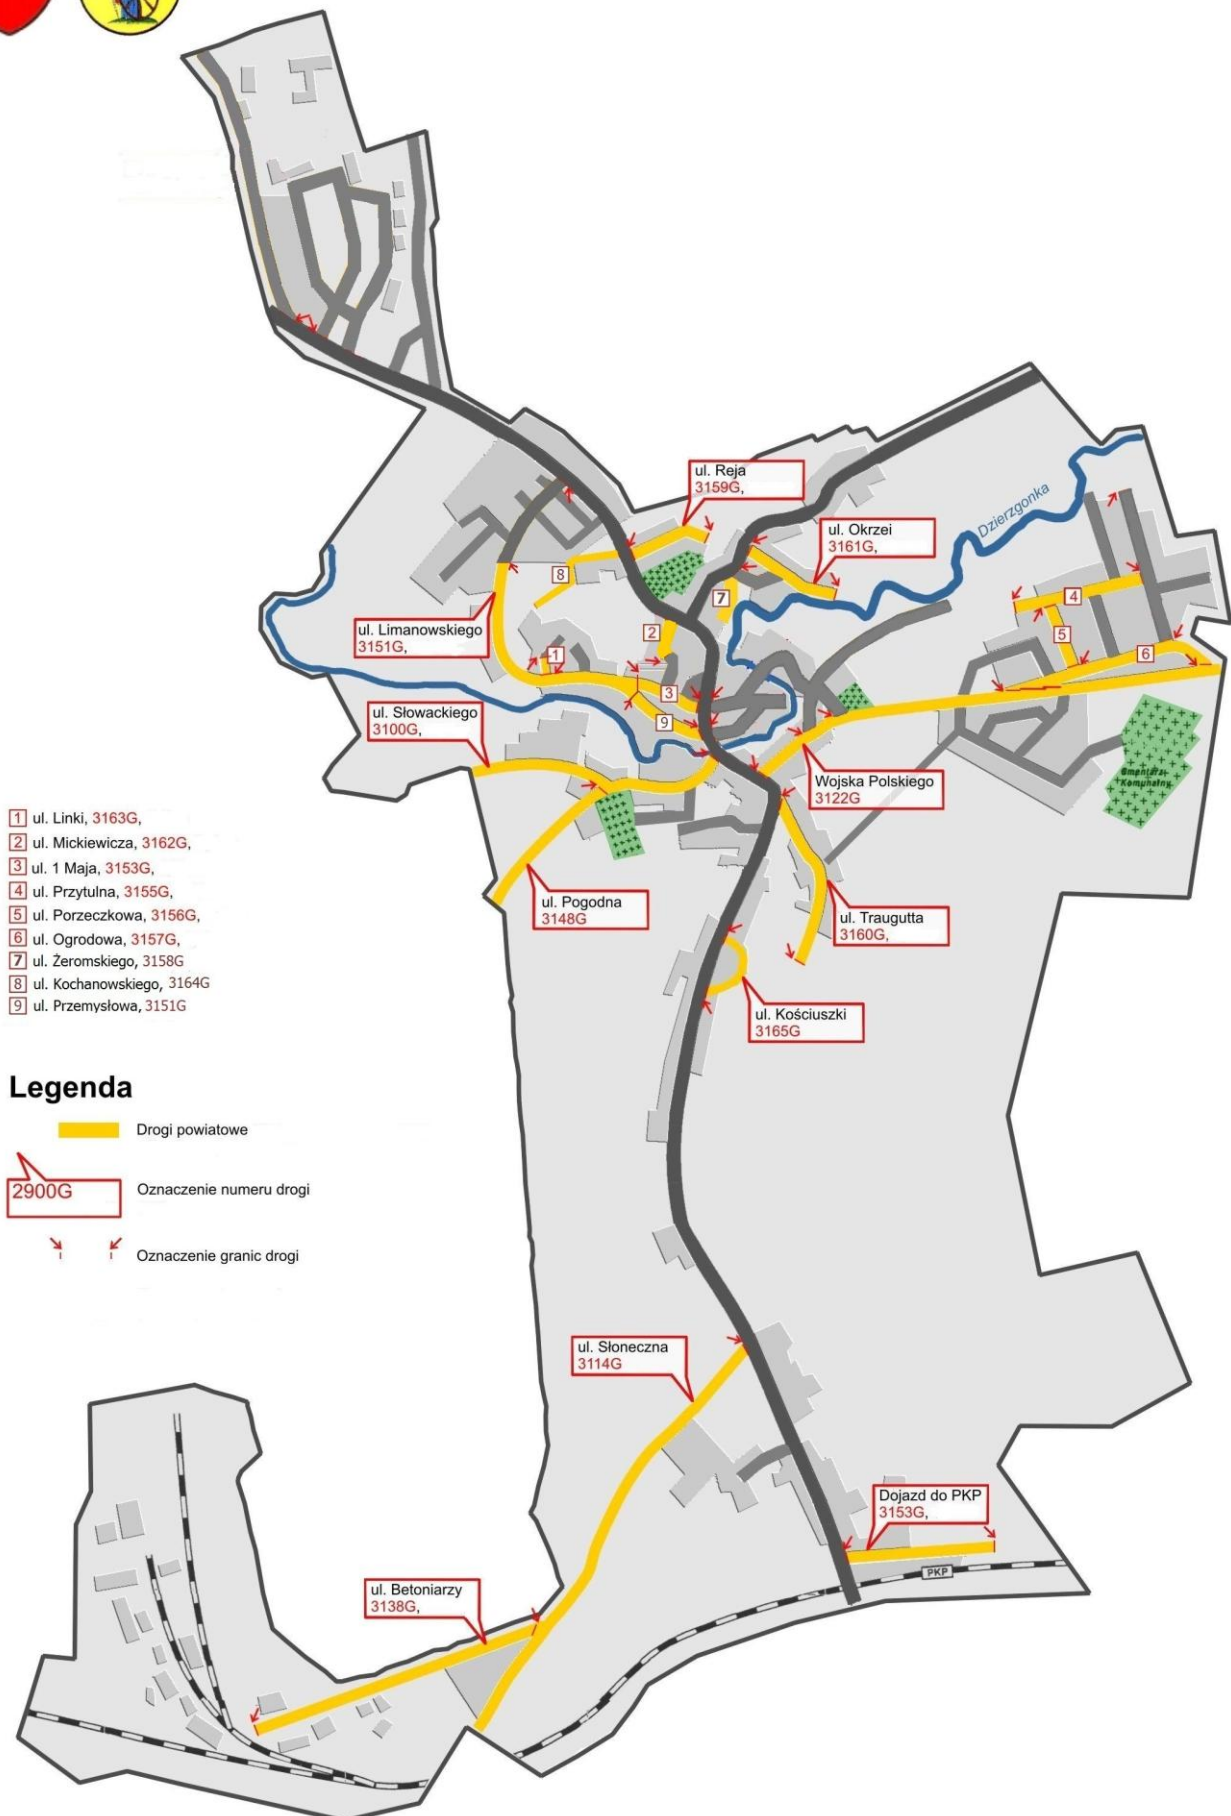 ul. Reja
3159G,
ul. Okrzei
3161G,
Dzierzgonka
8
7
4
2
5
ul. Limanowskiego
3151G,
1
6
3
ul. Słowackiego
3100G,
9
Wojska Polskiego
3122G
Cmentarz
Komunalny
1 ul. Linki, 3163G,
2 ul. Mickiewicza, 3162G,
3 ul. 1 Maja, 3153G,
4 ul. Przytulna, 3155G,
5 ul. Porzeczkowa, 3156G,
6 ul. Ogrodowa, 3157G,
7 ul. Żeromskiego, 3158G
8 ul. Kochanowskiego, 3164G
9 ul. Przemysłowa, 3151G
ul. Pogodna
3148G
ul. Traugutta
3160G,
ul. Kościuszki
3165G
Legenda
Drogi powiatowe
2900G
Oznaczenie numeru drogi
Oznaczenie granic drogi
ul. Słoneczna
3114G
Dojazd do PKP
3153G,
PKP
ul. Betoniarzy
3138G,